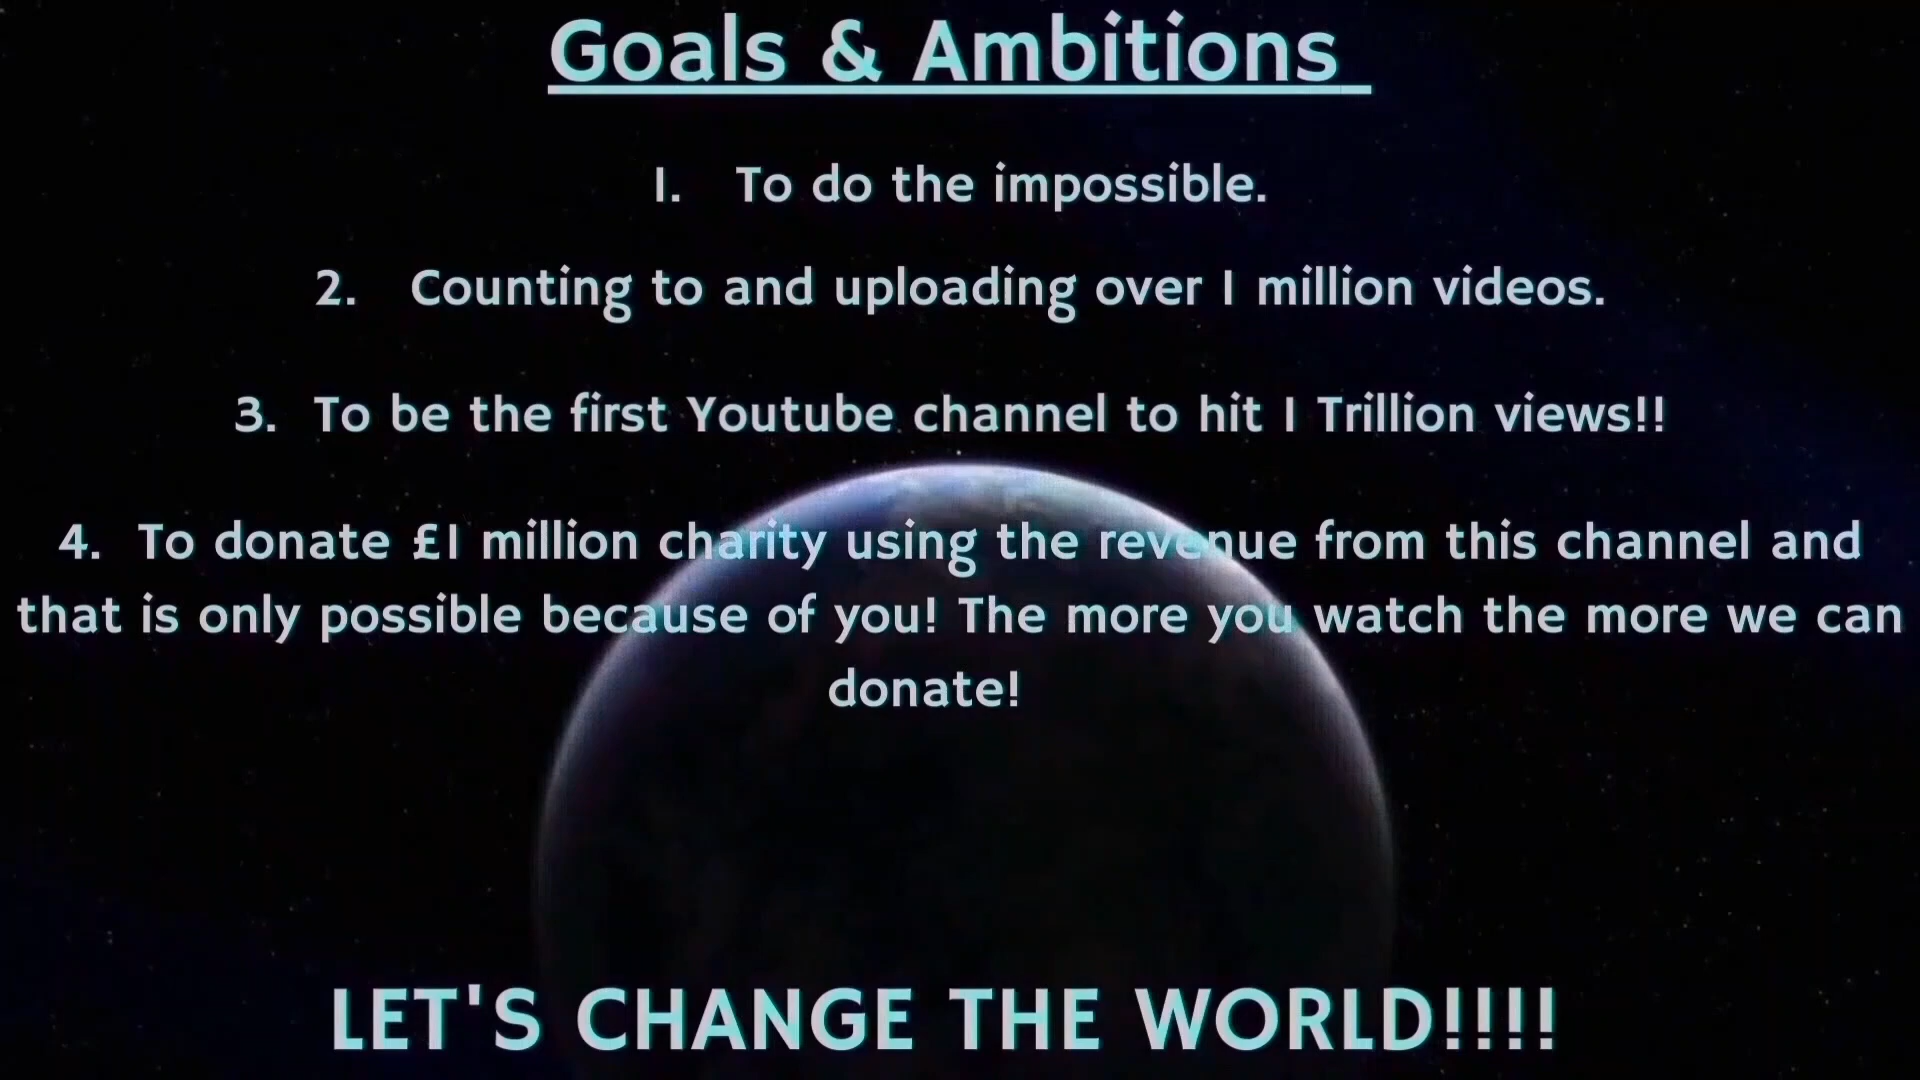 Goals & Ambitions
1. To do the impossible.
2. Counting to and uploading over 1 million videos.
3. To be the first Youtube channel to hit 1 Trillion views!!
4. To donate £1 million charity using the revenue from this channel and
that is only possible because of you! The more you watch the more we can
donate!
LET'S CHANGE THE WORLD!!!!